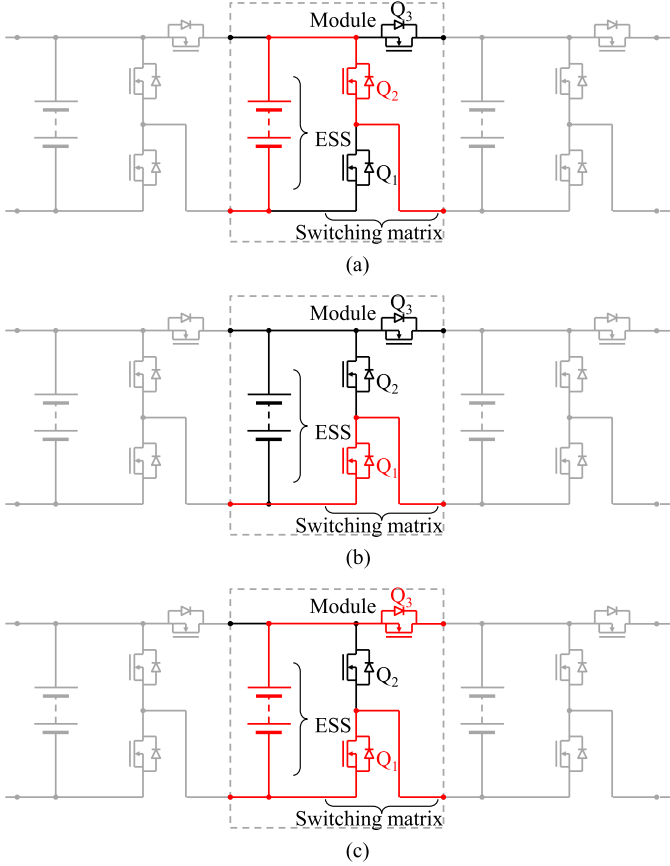 Module
Q3
Q2
ESS
Q1
Switching matrix
(a)
Module
Q3
Q2
ESS
Q1
Switching matrix
(b)
Module
Q3
Q2
ESS
Q1
Switching matrix
(c)